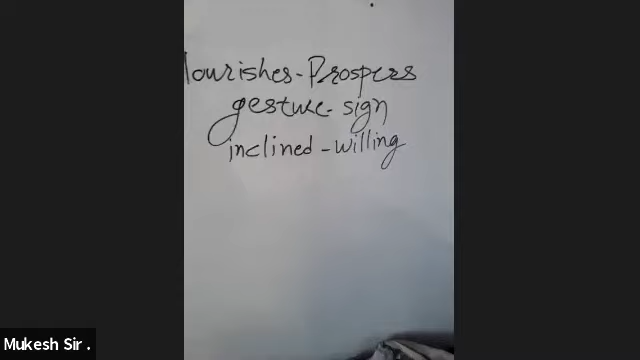 lourishes-Prospers
gesture-sign
inclined-willing
Mukesh Sir .